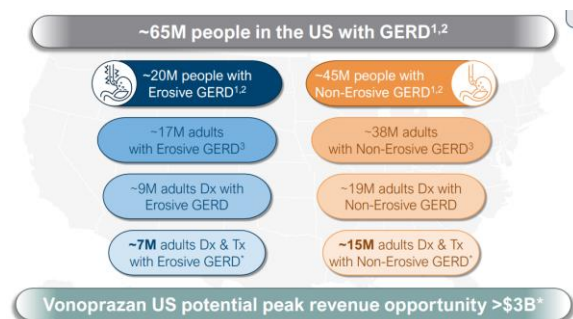 ~65M people in the US with GERD1,2
~20M people with
Erosive GERD1,2
~45M people with
Non-Erosive GERD1,2
~17M adults
with Erosive GERD3
~38M adults
with Non-Erosive GERD3
~9M adults Dx with
Erosive GERD
~19M adults Dx with
Non-Erosive GERD
~7M adults Dx & Tx
with Erosive GERD*
~15M adults Dx & Tx
with Non-Erosive GERD*
Vonoprazan US potential peak revenue opportunity >$3B*